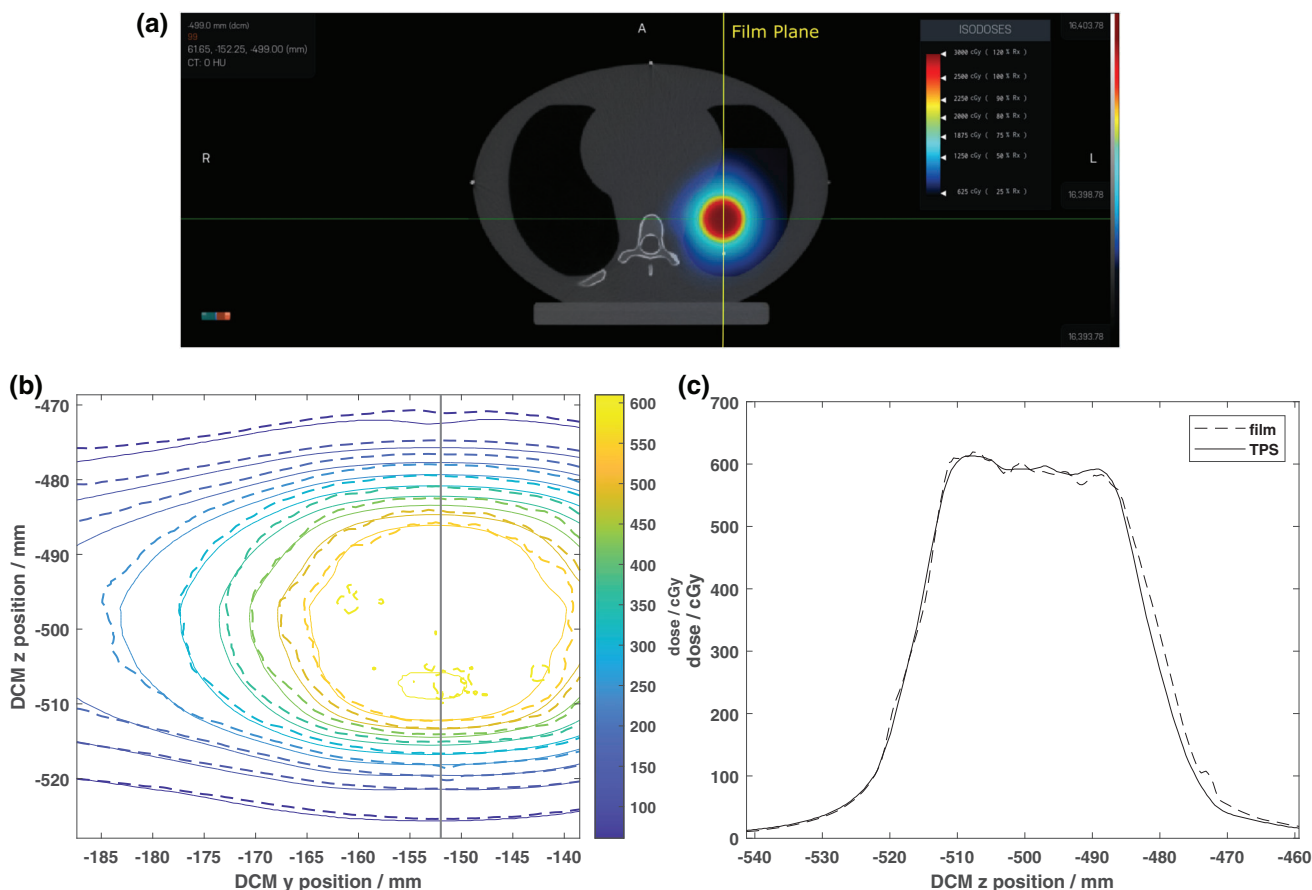 (a)
-499.0 mm (dcm)
99
61.65, -152.25, -499.00 (mm)
CT: 0 HU
A
Film Plane
ISODOSES
3000 cGy ( 120 % Rx )
2500 cGy ( 100 % Rx )
2250 cGy ( 90 % Rx )
2000 cGy ( 80 % Rx )
1875 cGy ( 75 % Rx )
1250 cGy ( 50 % Rx )
625 cGy ( 25 % Rx )
16,403.78
16,398.78
16,393.78
R
L
(b)
-470
-480
-490
-500
-510
-520
DCM z position / mm
-185 -180 -175 -170 -165 -160 -155 -150 -145 -140
DCM y position / mm
600
550
500
450
400
350
300
250
200
150
100
dose / cGy
(c)
700
600
500
400
300
200
100
0
dose / cGy
film
TPS
-540 -530 -520 -510 -500 -490 -480 -470 -460
DCM z position / mm